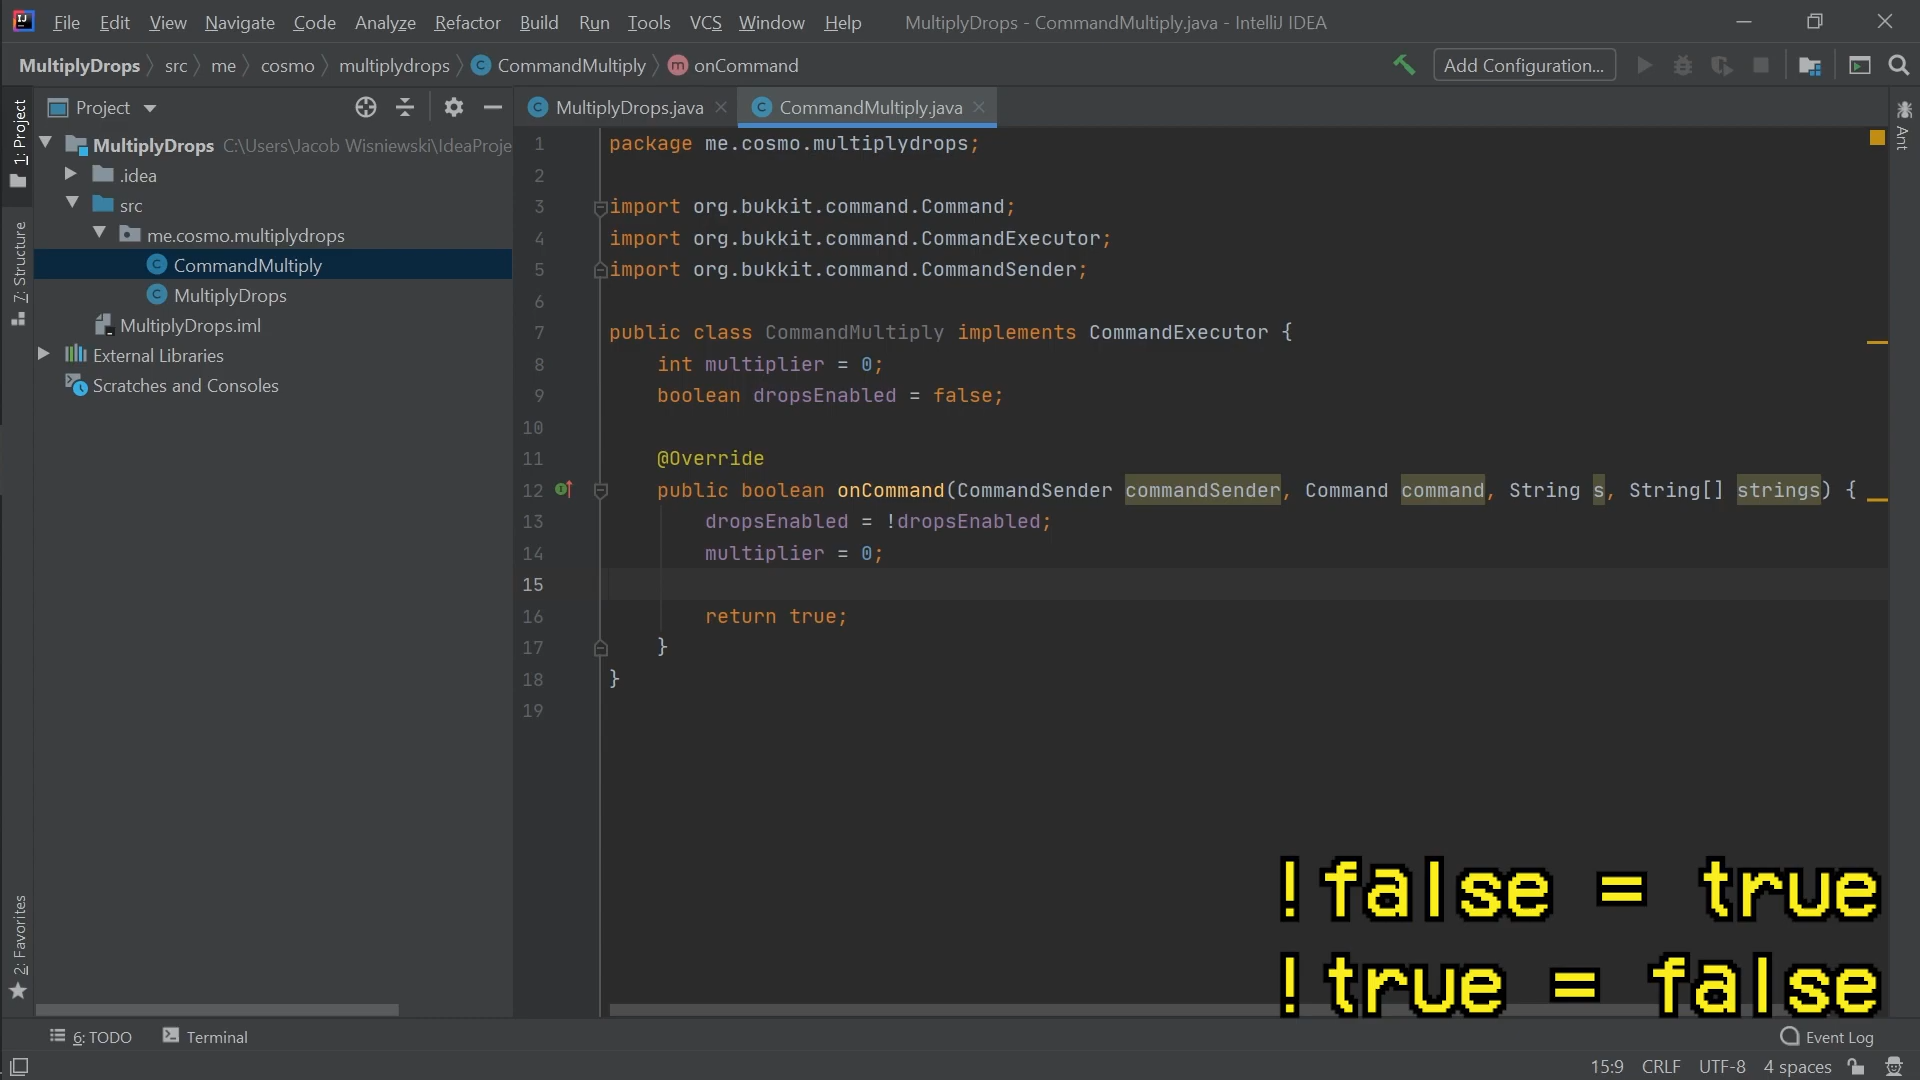 File Edit View Navigate Code Analyze Refactor Build Run Tools VCS Window Help MultiplyDrops - CommandMultiply.java - IntelliJ IDEA
MultiplyDrops src me cosmo multiplydrops CommandMultiply onCommand Add Configuration...
1: Project
7: Structure
2: Favorites
Project
MultiplyDrops C:\Users\Jacob Wisniewski\IdeaProje
.idea
src
me.cosmo.multiplydrops
CommandMultiply
MultiplyDrops
MultiplyDrops.iml
External Libraries
Scratches and Consoles
MultiplyDrops.java CommandMultiply.java
1 package me.cosmo.multiplydrops;
2
3 import org.bukkit.command.Command;
4 import org.bukkit.command.CommandExecutor;
5 import org.bukkit.command.CommandSender;
6
7 public class CommandMultiply implements CommandExecutor {
8 int multiplier = 0;
9 boolean dropsEnabled = false;
10
11 @Override
12 public boolean onCommand(CommandSender commandSender, Command command, String s, String[] strings) {
13 dropsEnabled = !dropsEnabled;
14 multiplier = 0;
15
16 return true;
17 }
18 }
19
Ant
!false = true
!true = false
6: TODO Terminal Event Log
15:9 CRLF UTF-8 4 spaces